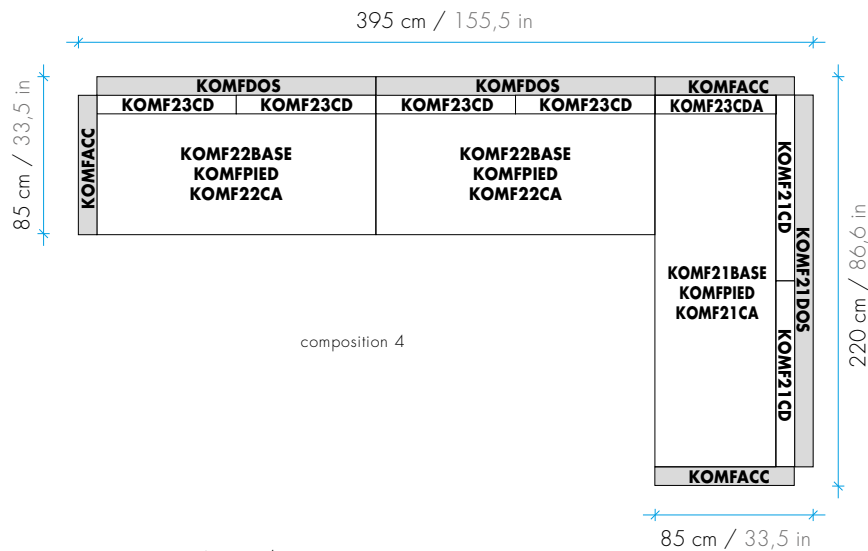 395 cm / 155,5 in
85 cm / 33,5 in
KOMFDOS
KOMFDOS
KOMFACC
KOMFACC
KOMF23CD
KOMF23CD
KOMF23CD
KOMF23CD
KOMF23CDA
KOMF22BASE
KOMFPIED
KOMF22CA
KOMF22BASE
KOMFPIED
KOMF22CA
KOMF21CD
KOMF21DOS
KOMF21BASE
KOMFPIED
KOMF21CA
KOMF21CD
220 cm / 86,6 in
composition 4
KOMFACC
85 cm / 33,5 in